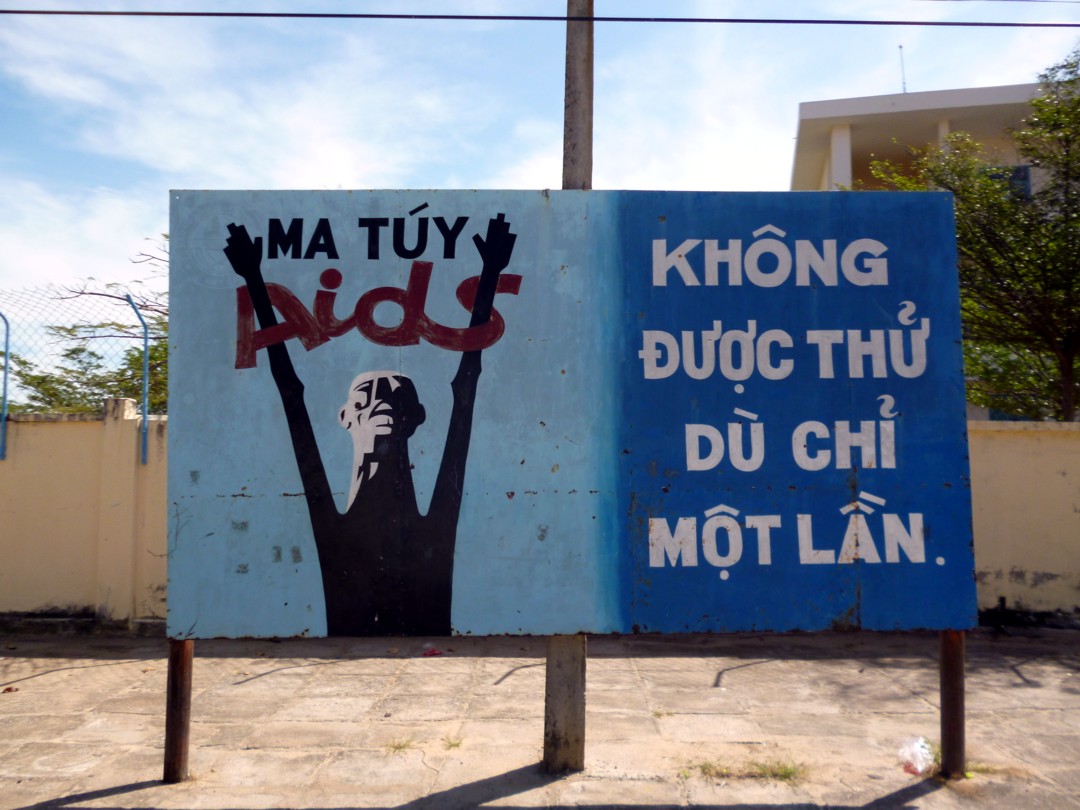 MA TÚY
AidS
KHÔNG
ĐƯỢC THỬ
DÙ CHỈ
MỘT LẦN.